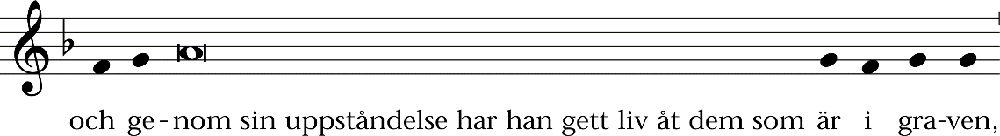 och ge-nom sin uppståndelse har han gett liv åt dem som är i gra-ven,